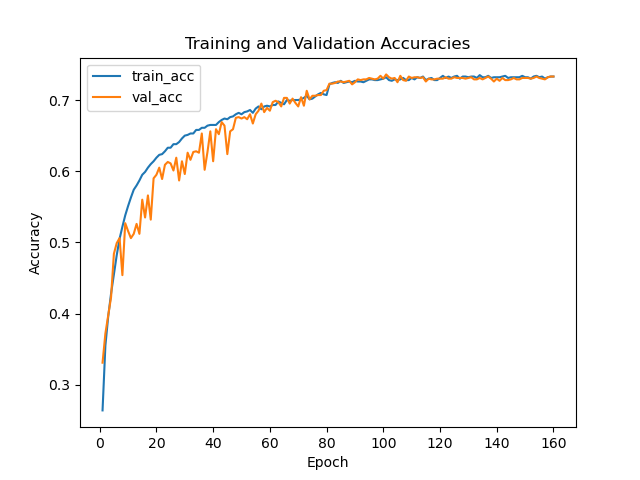 Training and Validation Accuracies
train_acc
val_acc
0.7
0.6
0.5
0.4
0.3
Accuracy
0 20 40 60 80 100 120 140 160
Epoch